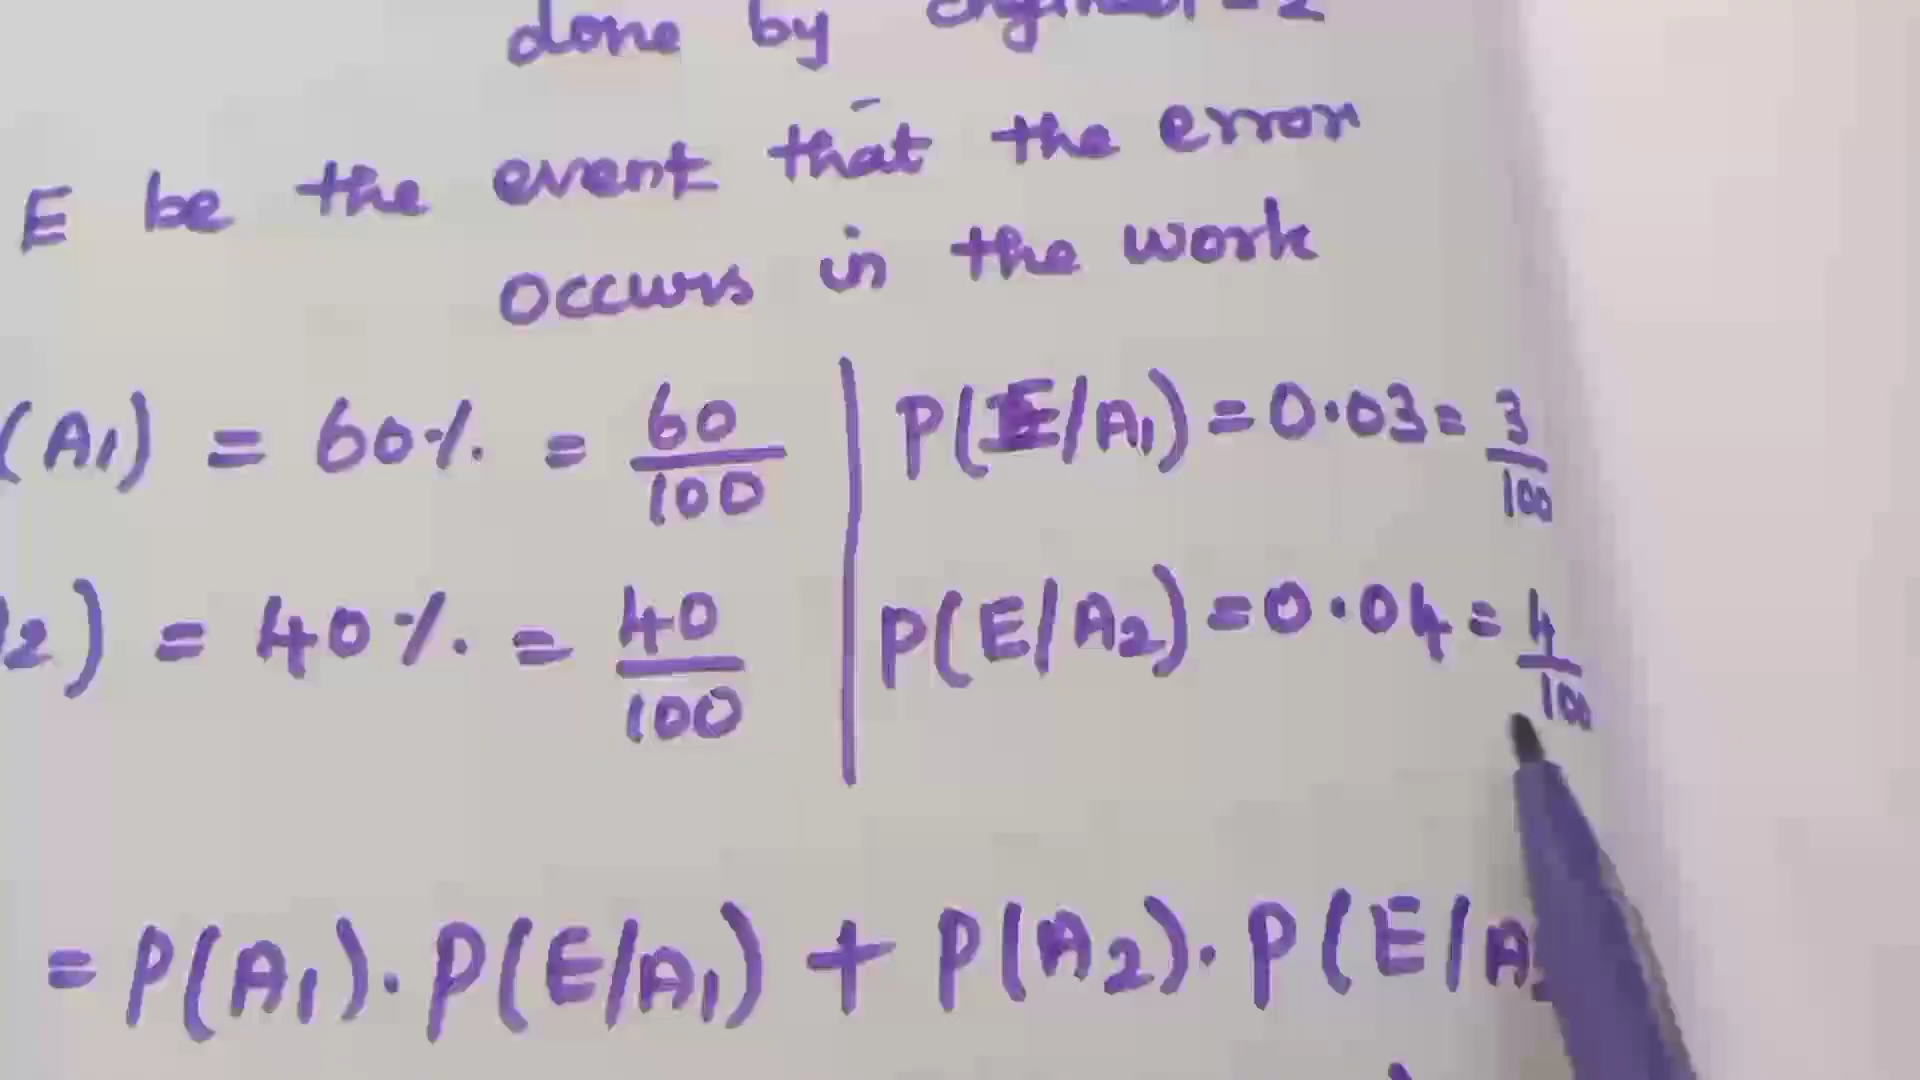 done by
E be the event that the error
occurs in the work
(A1) = 60% = 60/100
P(E/A1) = 0.03 = 3/100
2) = 40% = 40/100
P(E/A2) = 0.04 = 4/100
= P(A1). P(E/A1) + P(A2). P(E/A